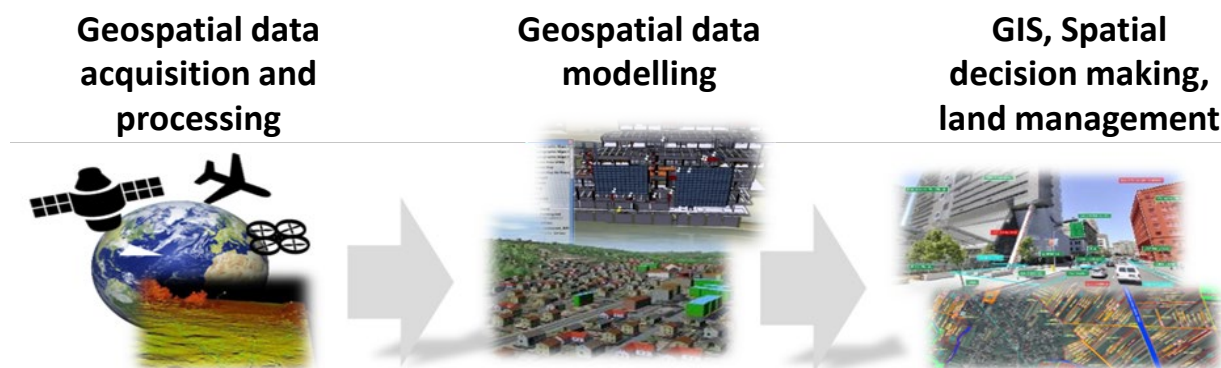 Geospatial data
acquisition and
processing
Geospatial data
modelling
GIS, Spatial
decision making,
land management